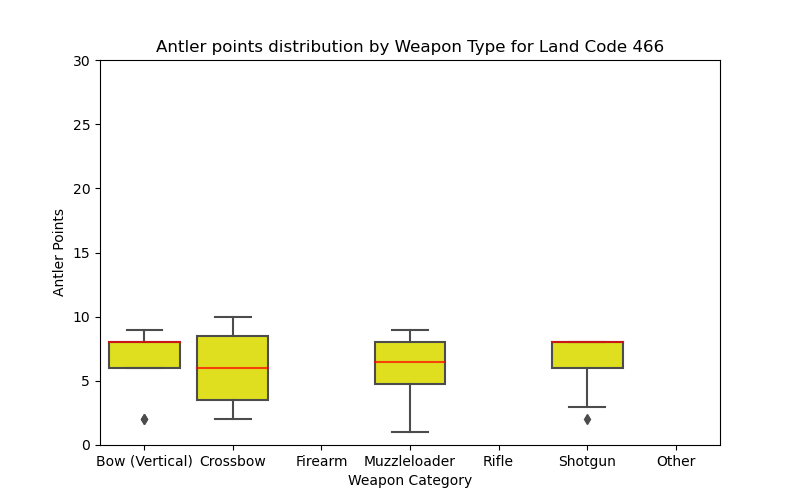 Antler points distribution by Weapon Type for Land Code 466
30
25
20
15
10
5
0
Antler Points
Bow (Vertical) Crossbow Firearm Muzzleloader Rifle Shotgun Other
Weapon Category